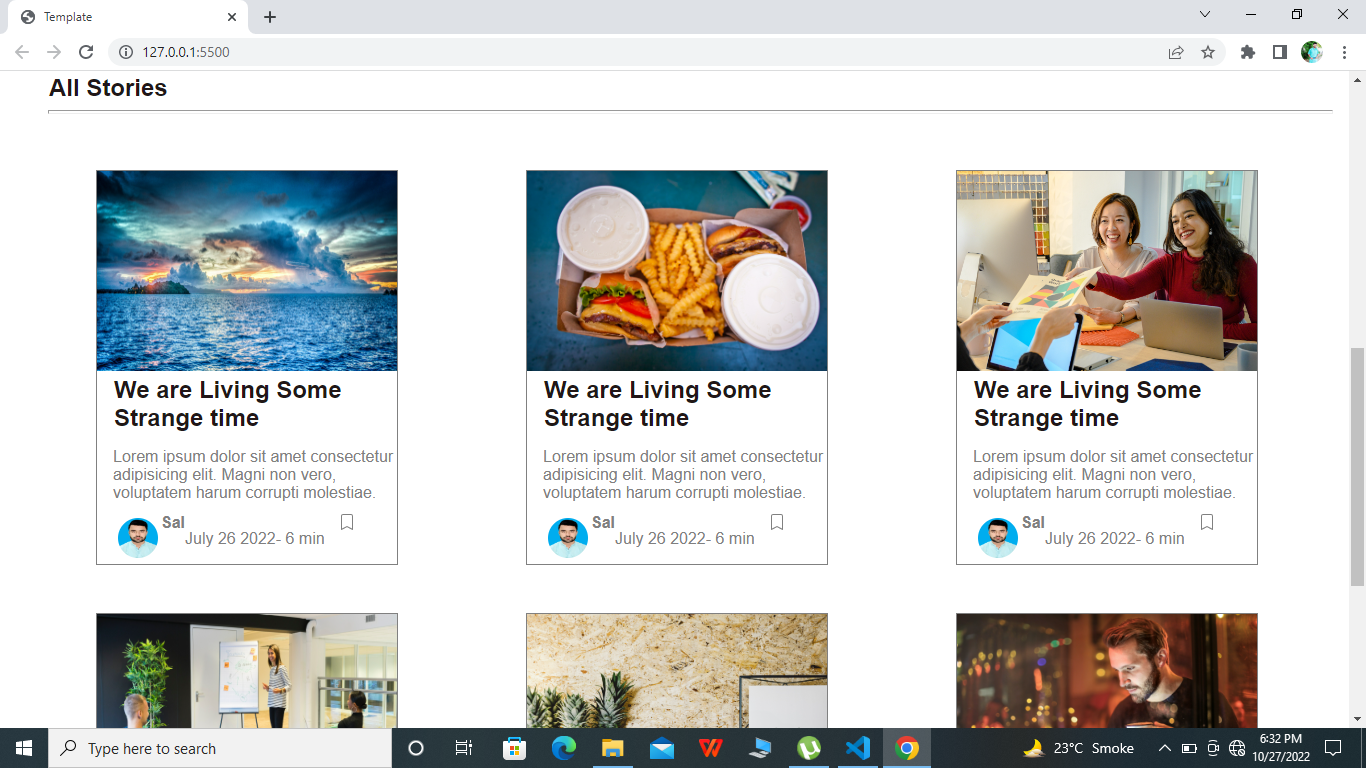 Template
127.0.0.1:5500
All Stories
We are Living Some
Strange time
Lorem ipsum dolor sit amet consectetur
adipisicing elit. Magni non vero,
voluptatem harum corrupti molestiae.
Sal
July 26 2022- 6 min
We are Living Some
Strange time
Lorem ipsum dolor sit amet consectetur
adipisicing elit. Magni non vero,
voluptatem harum corrupti molestiae.
Sal
July 26 2022- 6 min
We are Living Some
Strange time
Lorem ipsum dolor sit amet consectetur
adipisicing elit. Magni non vero,
voluptatem harum corrupti molestiae.
Sal
July 26 2022- 6 min
Type here to search
23°C Smoke
6:32 PM
10/27/2022